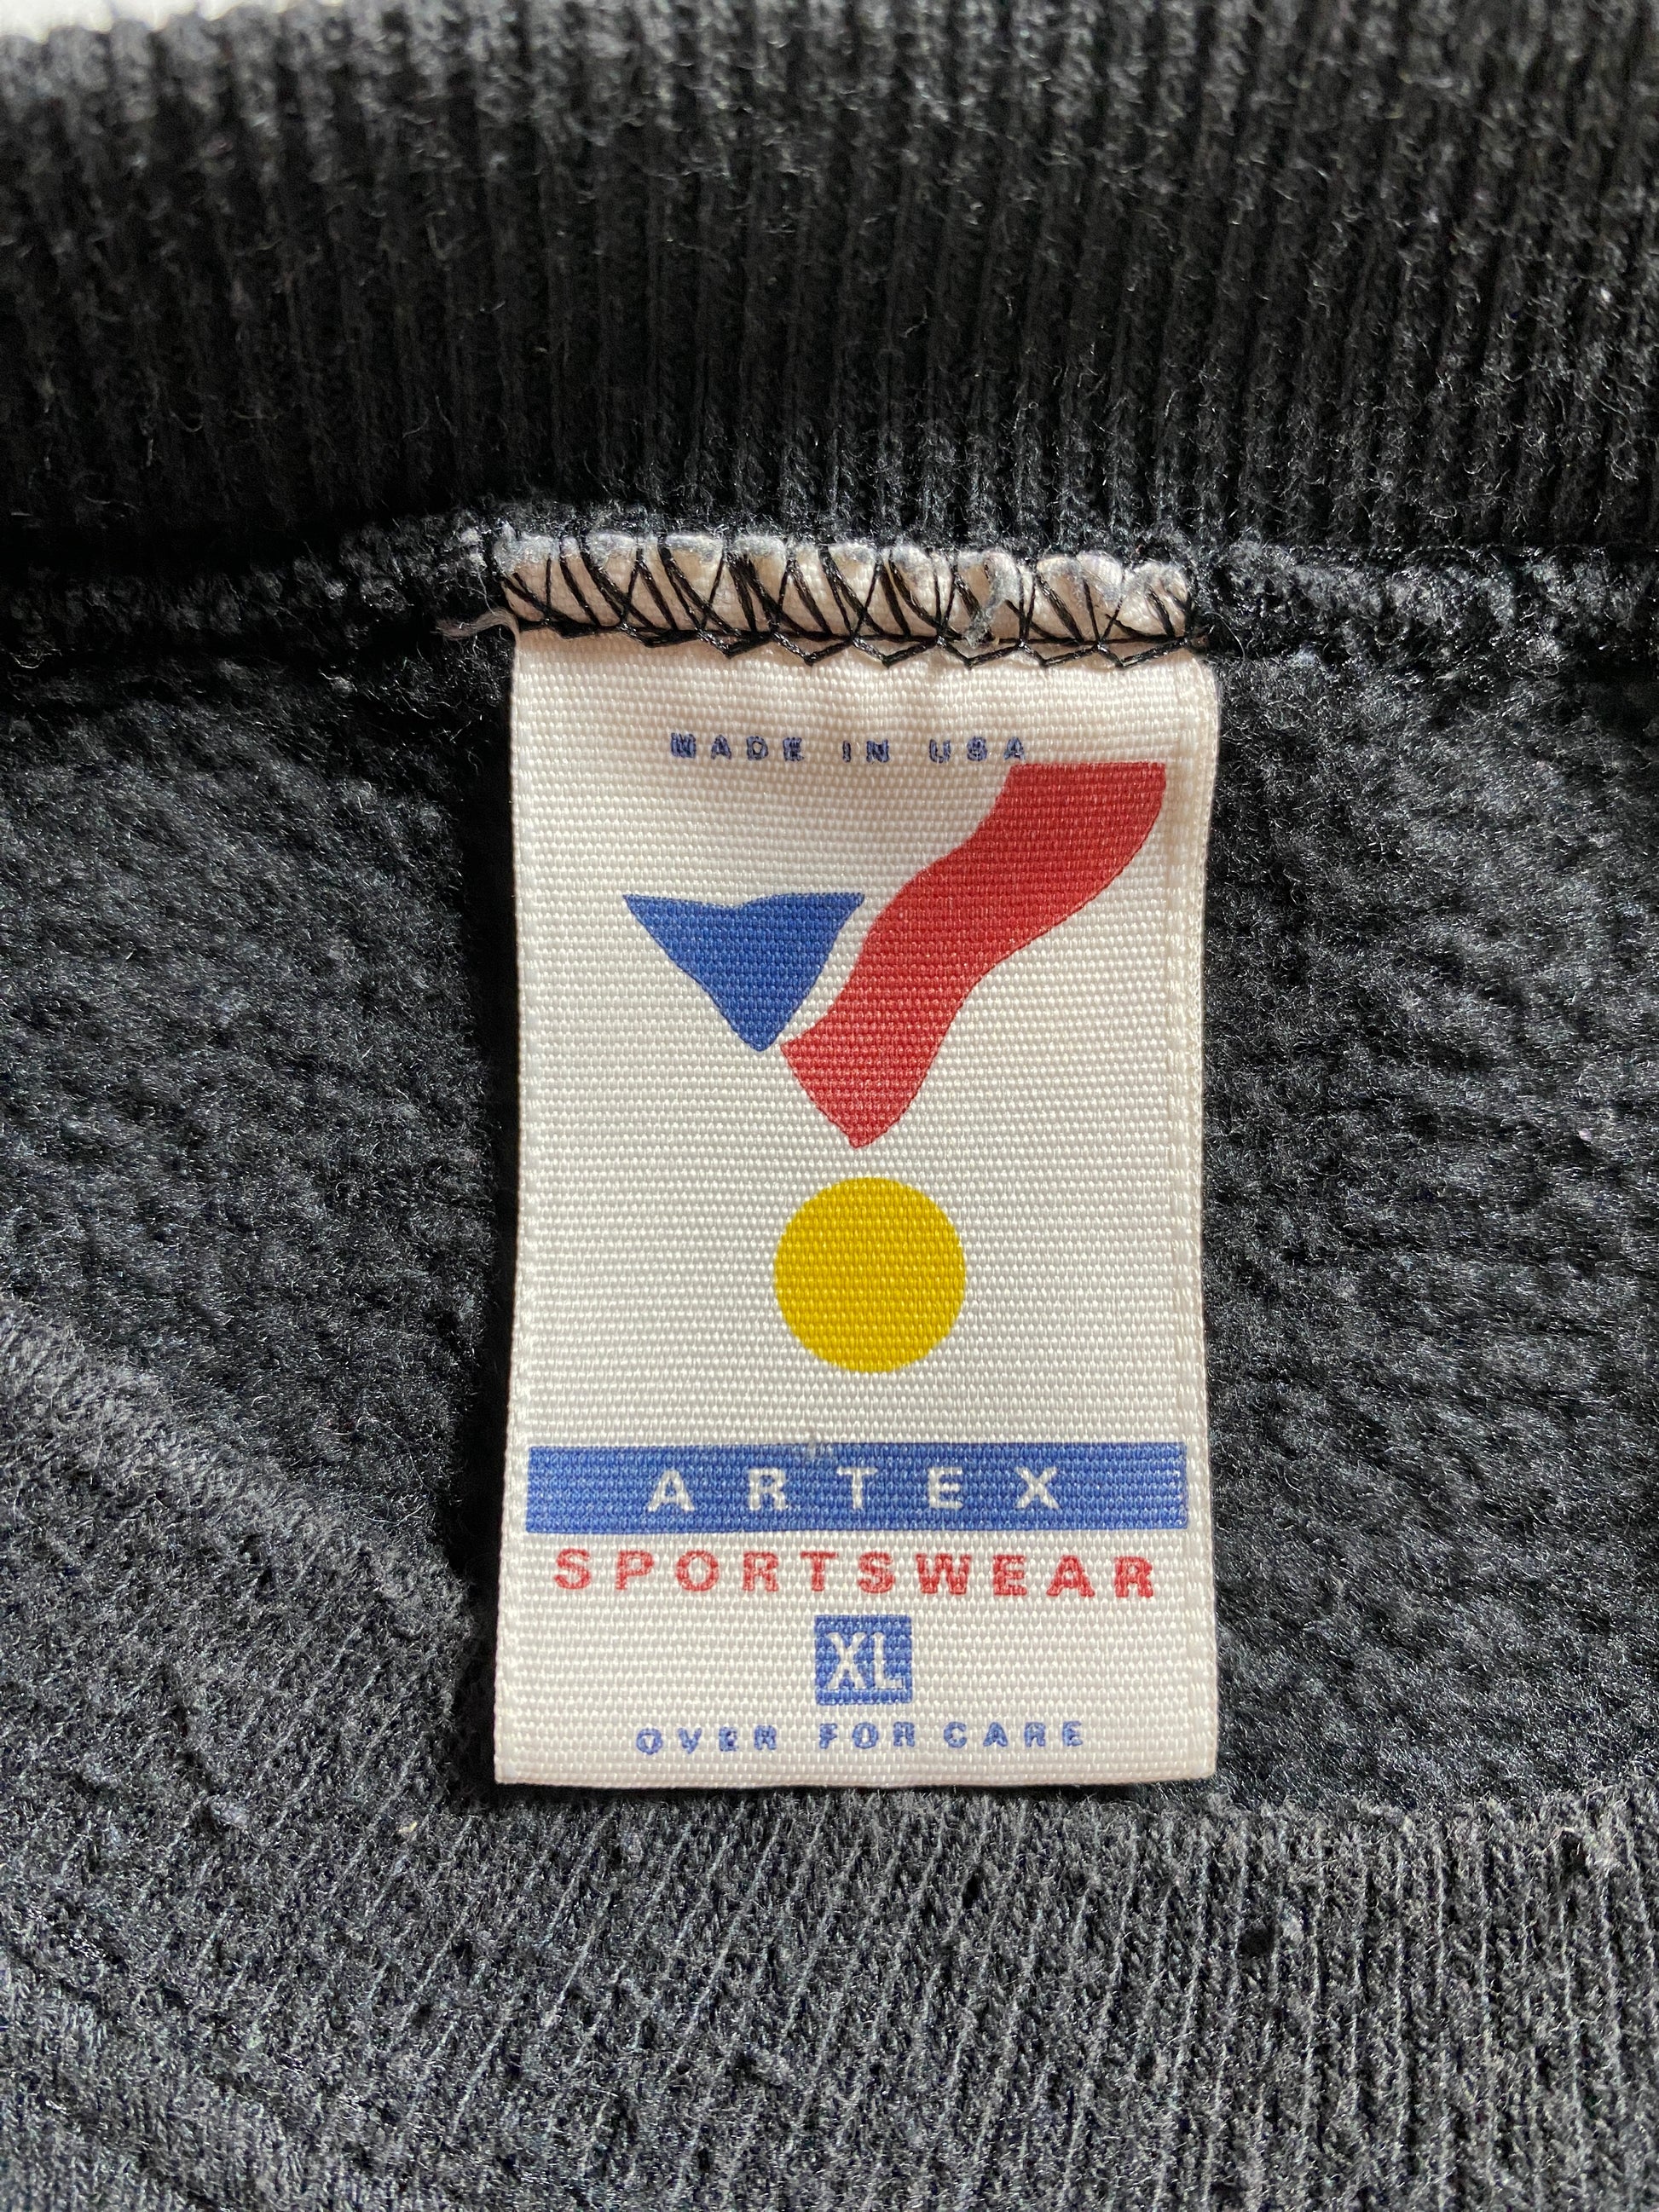 MADE IN USA
ARTEX
SPORTSWEAR
XL
OVER FOR CARE